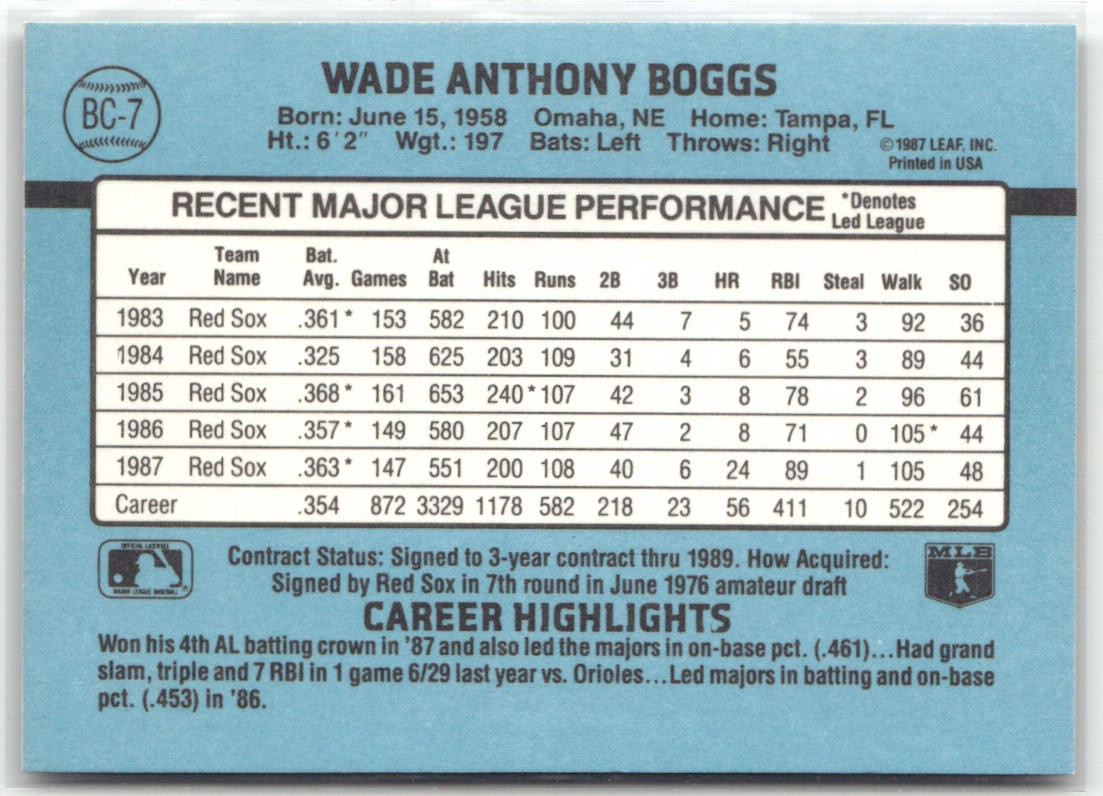 WADE ANTHONY BOGGS
BC-7
Born: June 15, 1958 Omaha, NE Home: Tampa, FL
Ht.: 6'2" Wgt.: 197 Bats: Left Throws: Right
©1987 LEAF, INC.
Printed in USA
RECENT MAJOR LEAGUE PERFORMANCE *Denotes Led League
Year Team Name Bat. Avg. Games At Bat Hits Runs 2B 3B HR RBI Steal Walk SO
1983 Red Sox .361* 153 582 210 100 44 7 5 74 3 92 36
1984 Red Sox .325 158 625 203 109 31 4 6 55 3 89 44
1985 Red Sox .368* 161 653 240* 107 42 3 8 78 2 96 61
1986 Red Sox .357* 149 580 207 107 47 2 8 71 0 105* 44
1987 Red Sox .363* 147 551 200 108 40 6 24 89 1 105 48
Career .354 872 3329 1178 582 218 23 56 411 10 522 254
OFFICIAL LICENSEE
MAJOR LEAGUE BASEBALL
Contract Status: Signed to 3-year contract thru 1989. How Acquired:
Signed by Red Sox in 7th round in June 1976 amateur draft
MLB
CAREER HIGHLIGHTS
Won his 4th AL batting crown in '87 and also led the majors in on-base pct. (.461)...Had grand
slam, triple and 7 RBI in 1 game 6/29 last year vs. Orioles...Led majors in batting and on-base
pct. (.453) in '86.